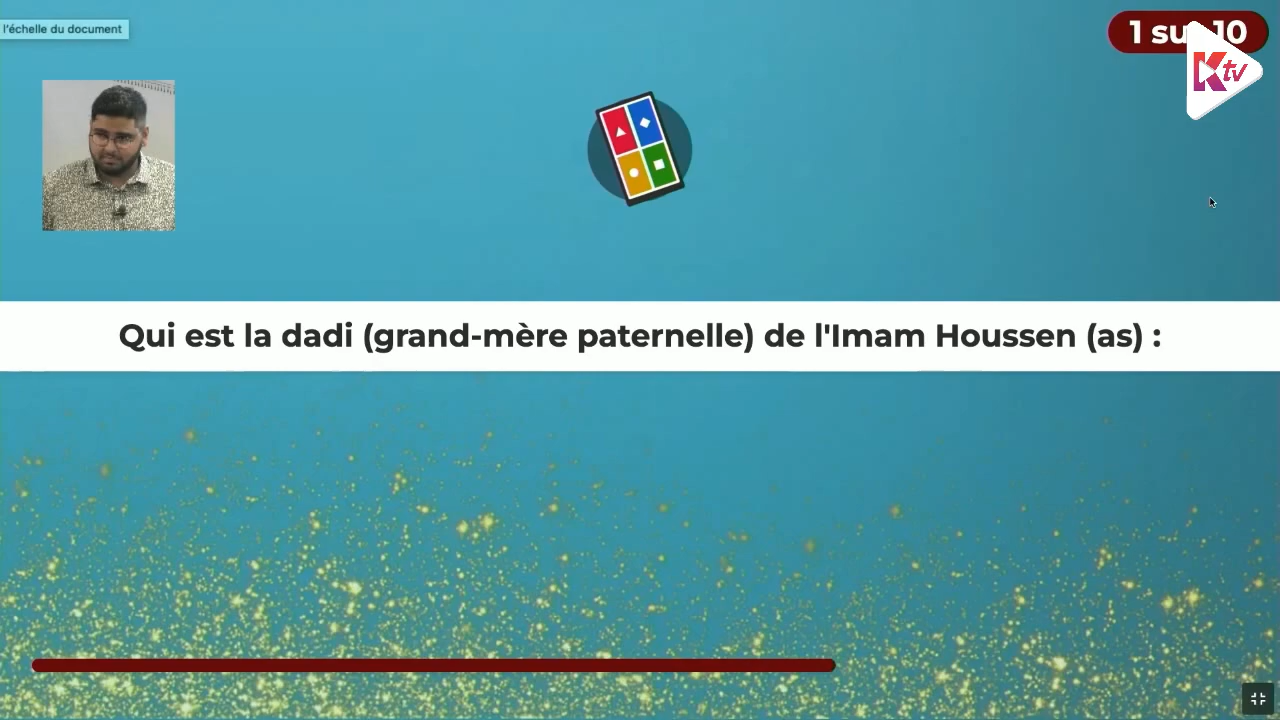 l'échelle du document
1 sur 10
Ktv
Qui est la dadi (grand-mère paternelle) de l'Imam Houssen (as) :